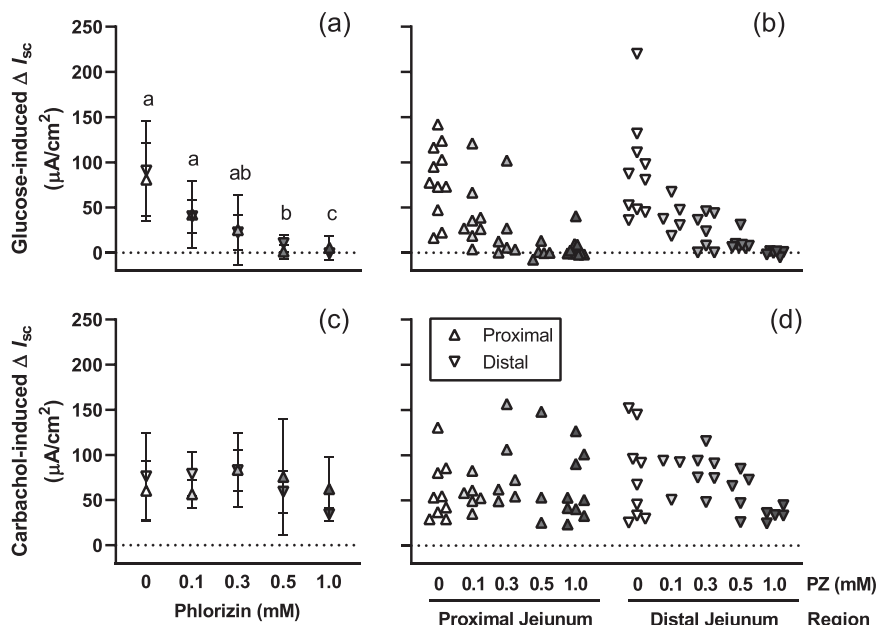 (a)
(b)
Glucose-induced Δ Isc
(µA/cm²)
250
200
150
100
50
0
a
a
ab
b
c
(c)
(d)
Carbachol-induced Δ Isc
(µA/cm²)
250
200
150
100
50
0
Proximal
Distal
0 0.1 0.3 0.5 1.0
Phlorizin (mM)
0 0.1 0.3 0.5 1.0 0 0.1 0.3 0.5 1.0 PZ (mM)
Proximal Jejunum Distal Jejunum Region